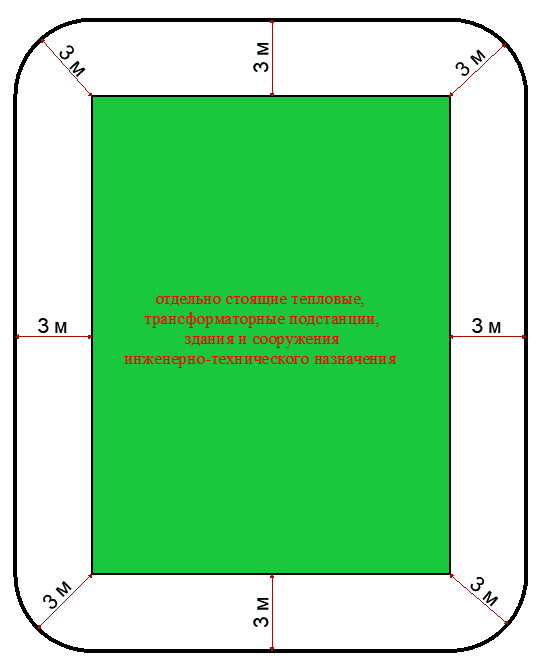 3 м
3 м
3 м
отдельно стоящие тепловые,
трансформаторные подстанции,
здания и сооружения
инженерно-технического назначения
3 м
3 м
3 м
3 м
3 м